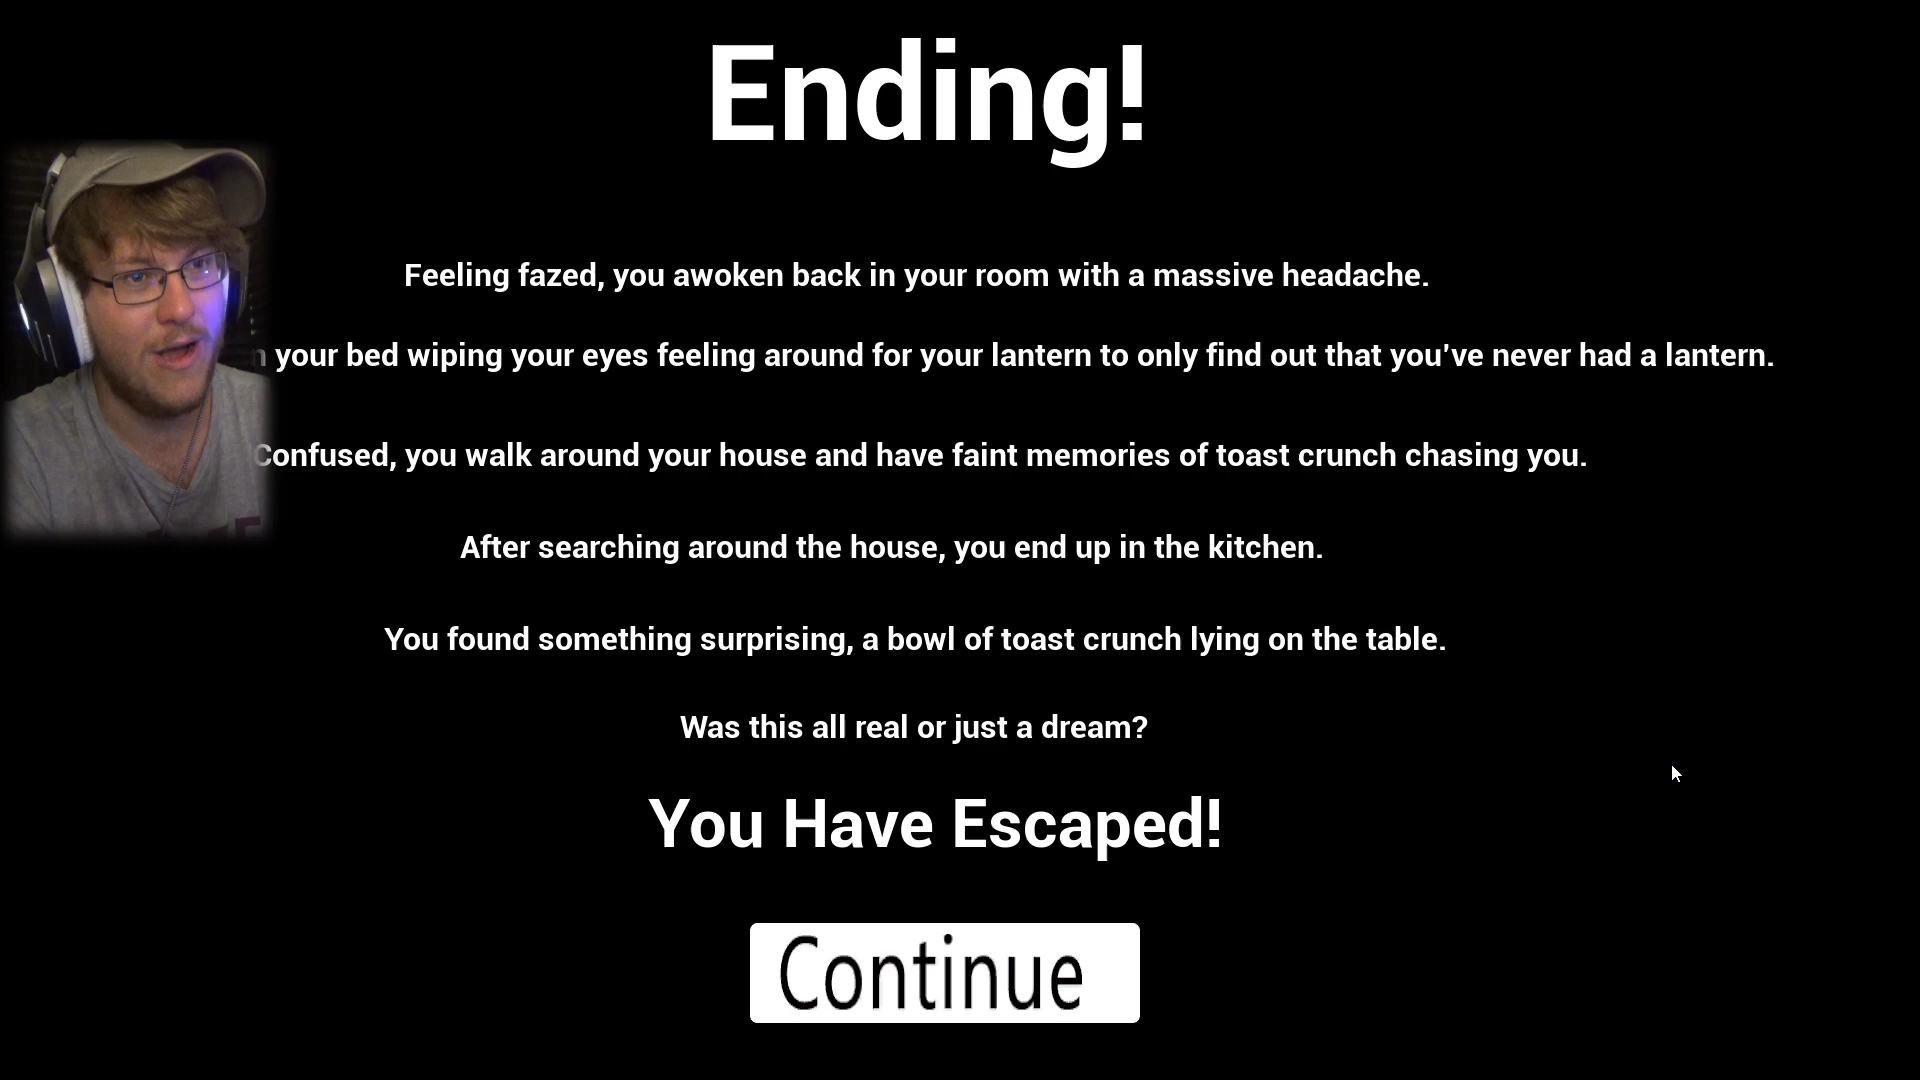 Ending!
Feeling fazed, you awoken back in your room with a massive headache.
your bed wiping your eyes feeling around for your lantern to only find out that you've never had a lantern.
Confused, you walk around your house and have faint memories of toast crunch chasing you.
After searching around the house, you end up in the kitchen.
You found something surprising, a bowl of toast crunch lying on the table.
Was this all real or just a dream?
You Have Escaped!
Continue